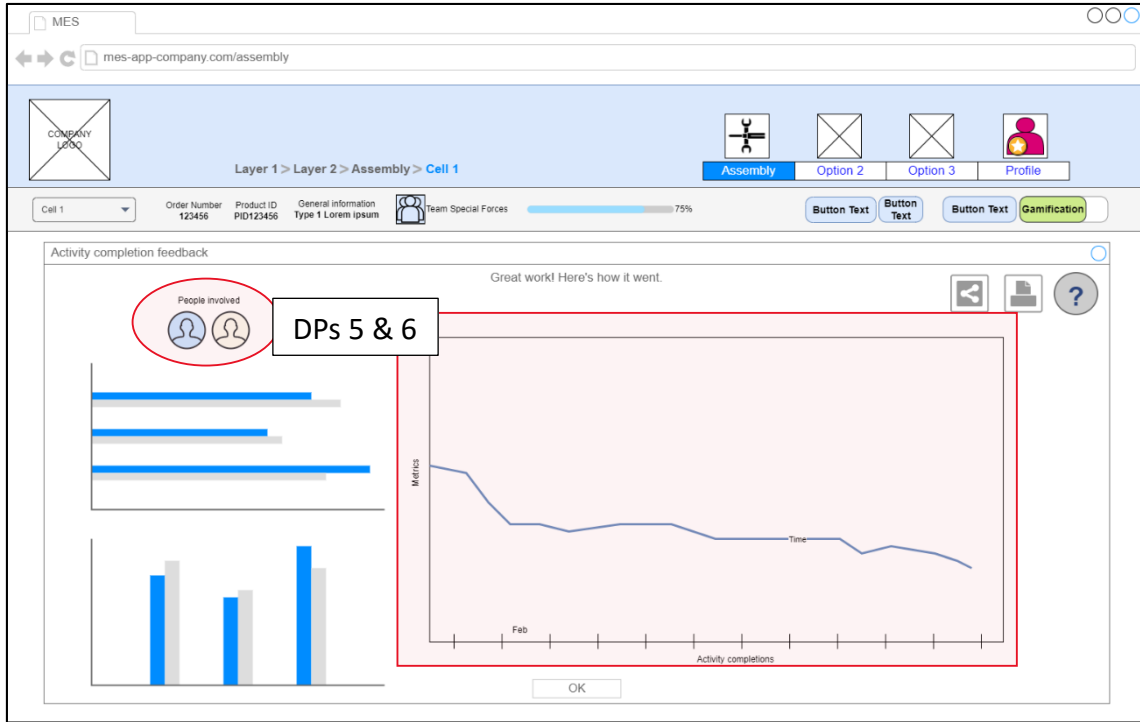 MES
mes-app-company.com/assembly
COMPANY
LOGO
Layer 1 > Layer 2 > Assembly > Cell 1
Assembly
Option 2
Option 3
Profile
Cell 1
Order Number
123456
Product ID
PID123456
General information
Type 1 Lorem ipsum
Team Special Forces
75%
Button Text
Button
Text
Button Text
Gamification
Activity completion feedback
Great work! Here's how it went.
?
People involved
DPs 5 & 6
Metrics
Time
Feb
Activity completions
OK